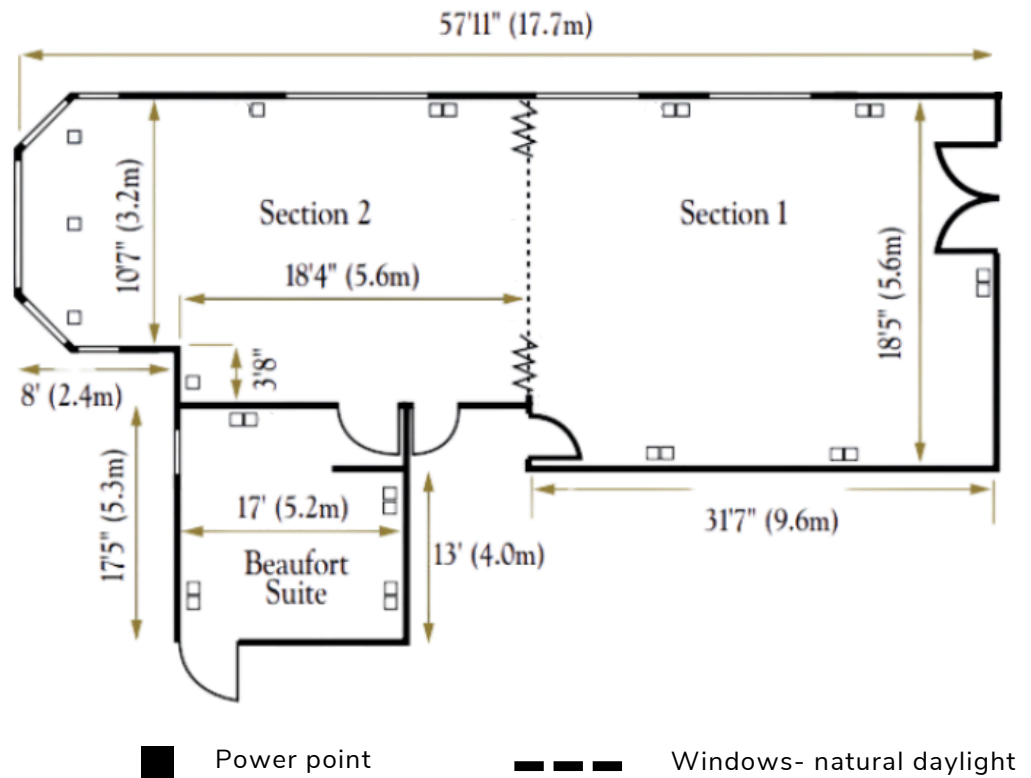 57'11" (17.7m)
10'7" (3.2m)
Section 2
Section 1
18'4" (5.6m)
18'5" (5.6m)
3'8"
8' (2.4m)
17'5" (5.3m)
17' (5.2m)
31'7" (9.6m)
13' (4.0m)
Beaufort
Suite
Power point
Windows- natural daylight